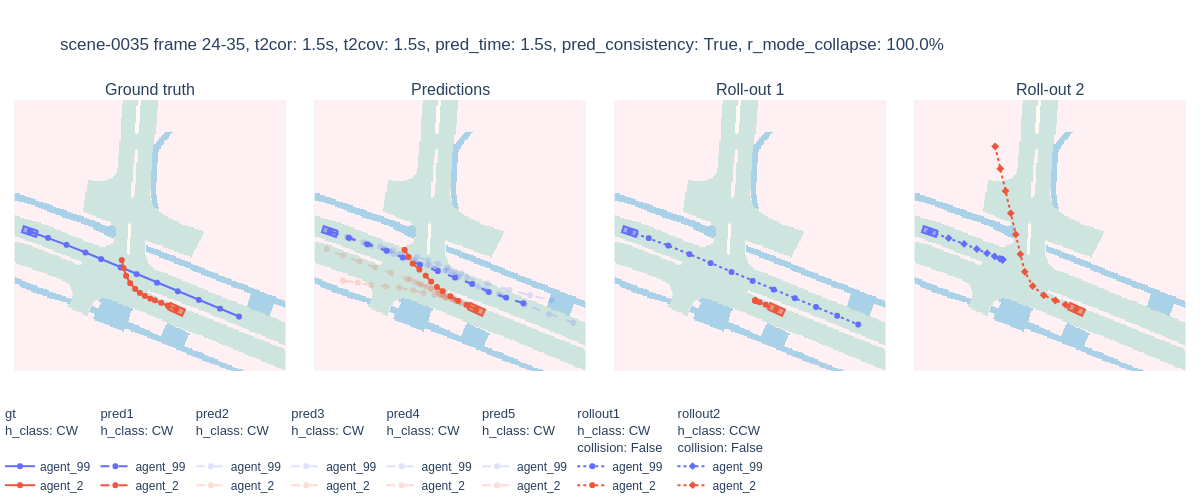 scene-0035 frame 24-35, t2cor: 1.5s, t2cov: 1.5s, pred_time: 1.5s, pred_consistency: True, r_mode_collapse: 100.0%
Ground truth Predictions Roll-out 1 Roll-out 2
gt pred1 pred2 pred3 pred4 pred5 rollout1 rollout2
h_class: CW h_class: CW h_class: CW h_class: CW h_class: CW h_class: CW h_class: CW h_class: CCW
collision: False collision: False
agent_99 agent_99 agent_99 agent_99 agent_99 agent_99 agent_99 agent_99
agent_2 agent_2 agent_2 agent_2 agent_2 agent_2 agent_2 agent_2